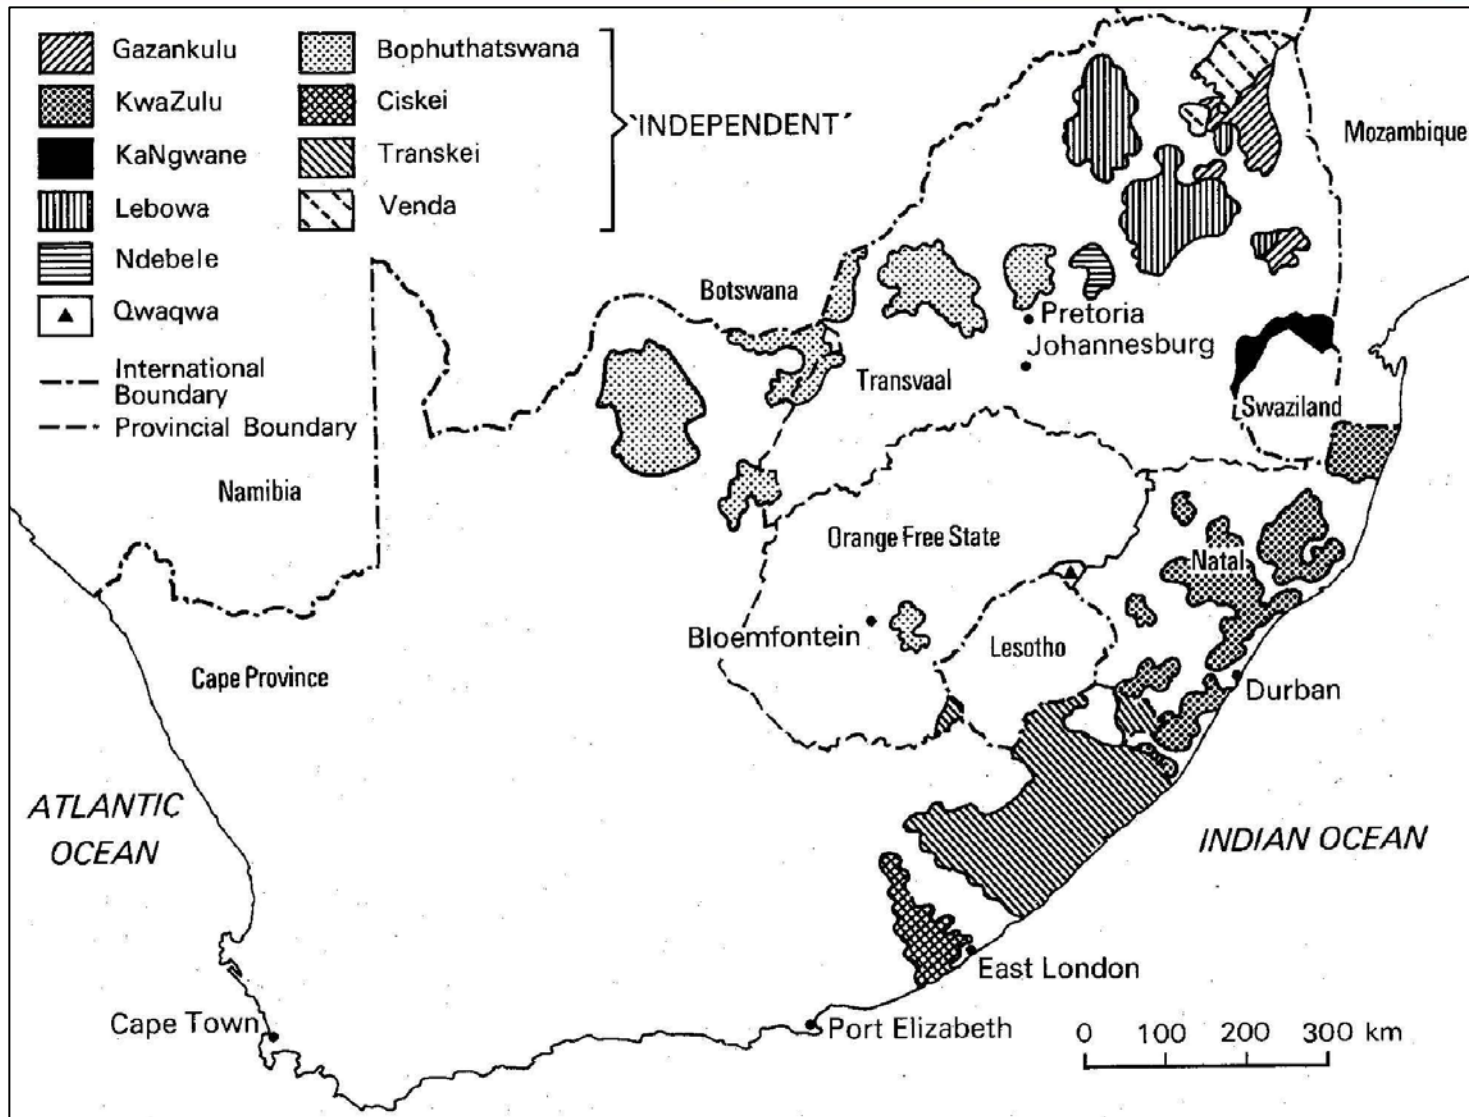 Gazankulu
KwaZulu
KaNgwane
Lebowa
Ndebele
Qwaqwa
International
Boundary
Provincial Boundary
Bophuthatswana
Ciskei
Transkei
Venda
'INDEPENDENT'
Mozambique
Botswana
Pretoria
Johannesburg
Transvaal
Swaziland
Namibia
Orange Free State
Natal
Bloemfontein
Lesotho
Cape Province
Durban
ATLANTIC
OCEAN
INDIAN OCEAN
East London
Cape Town
Port Elizabeth
0 100 200 300 km